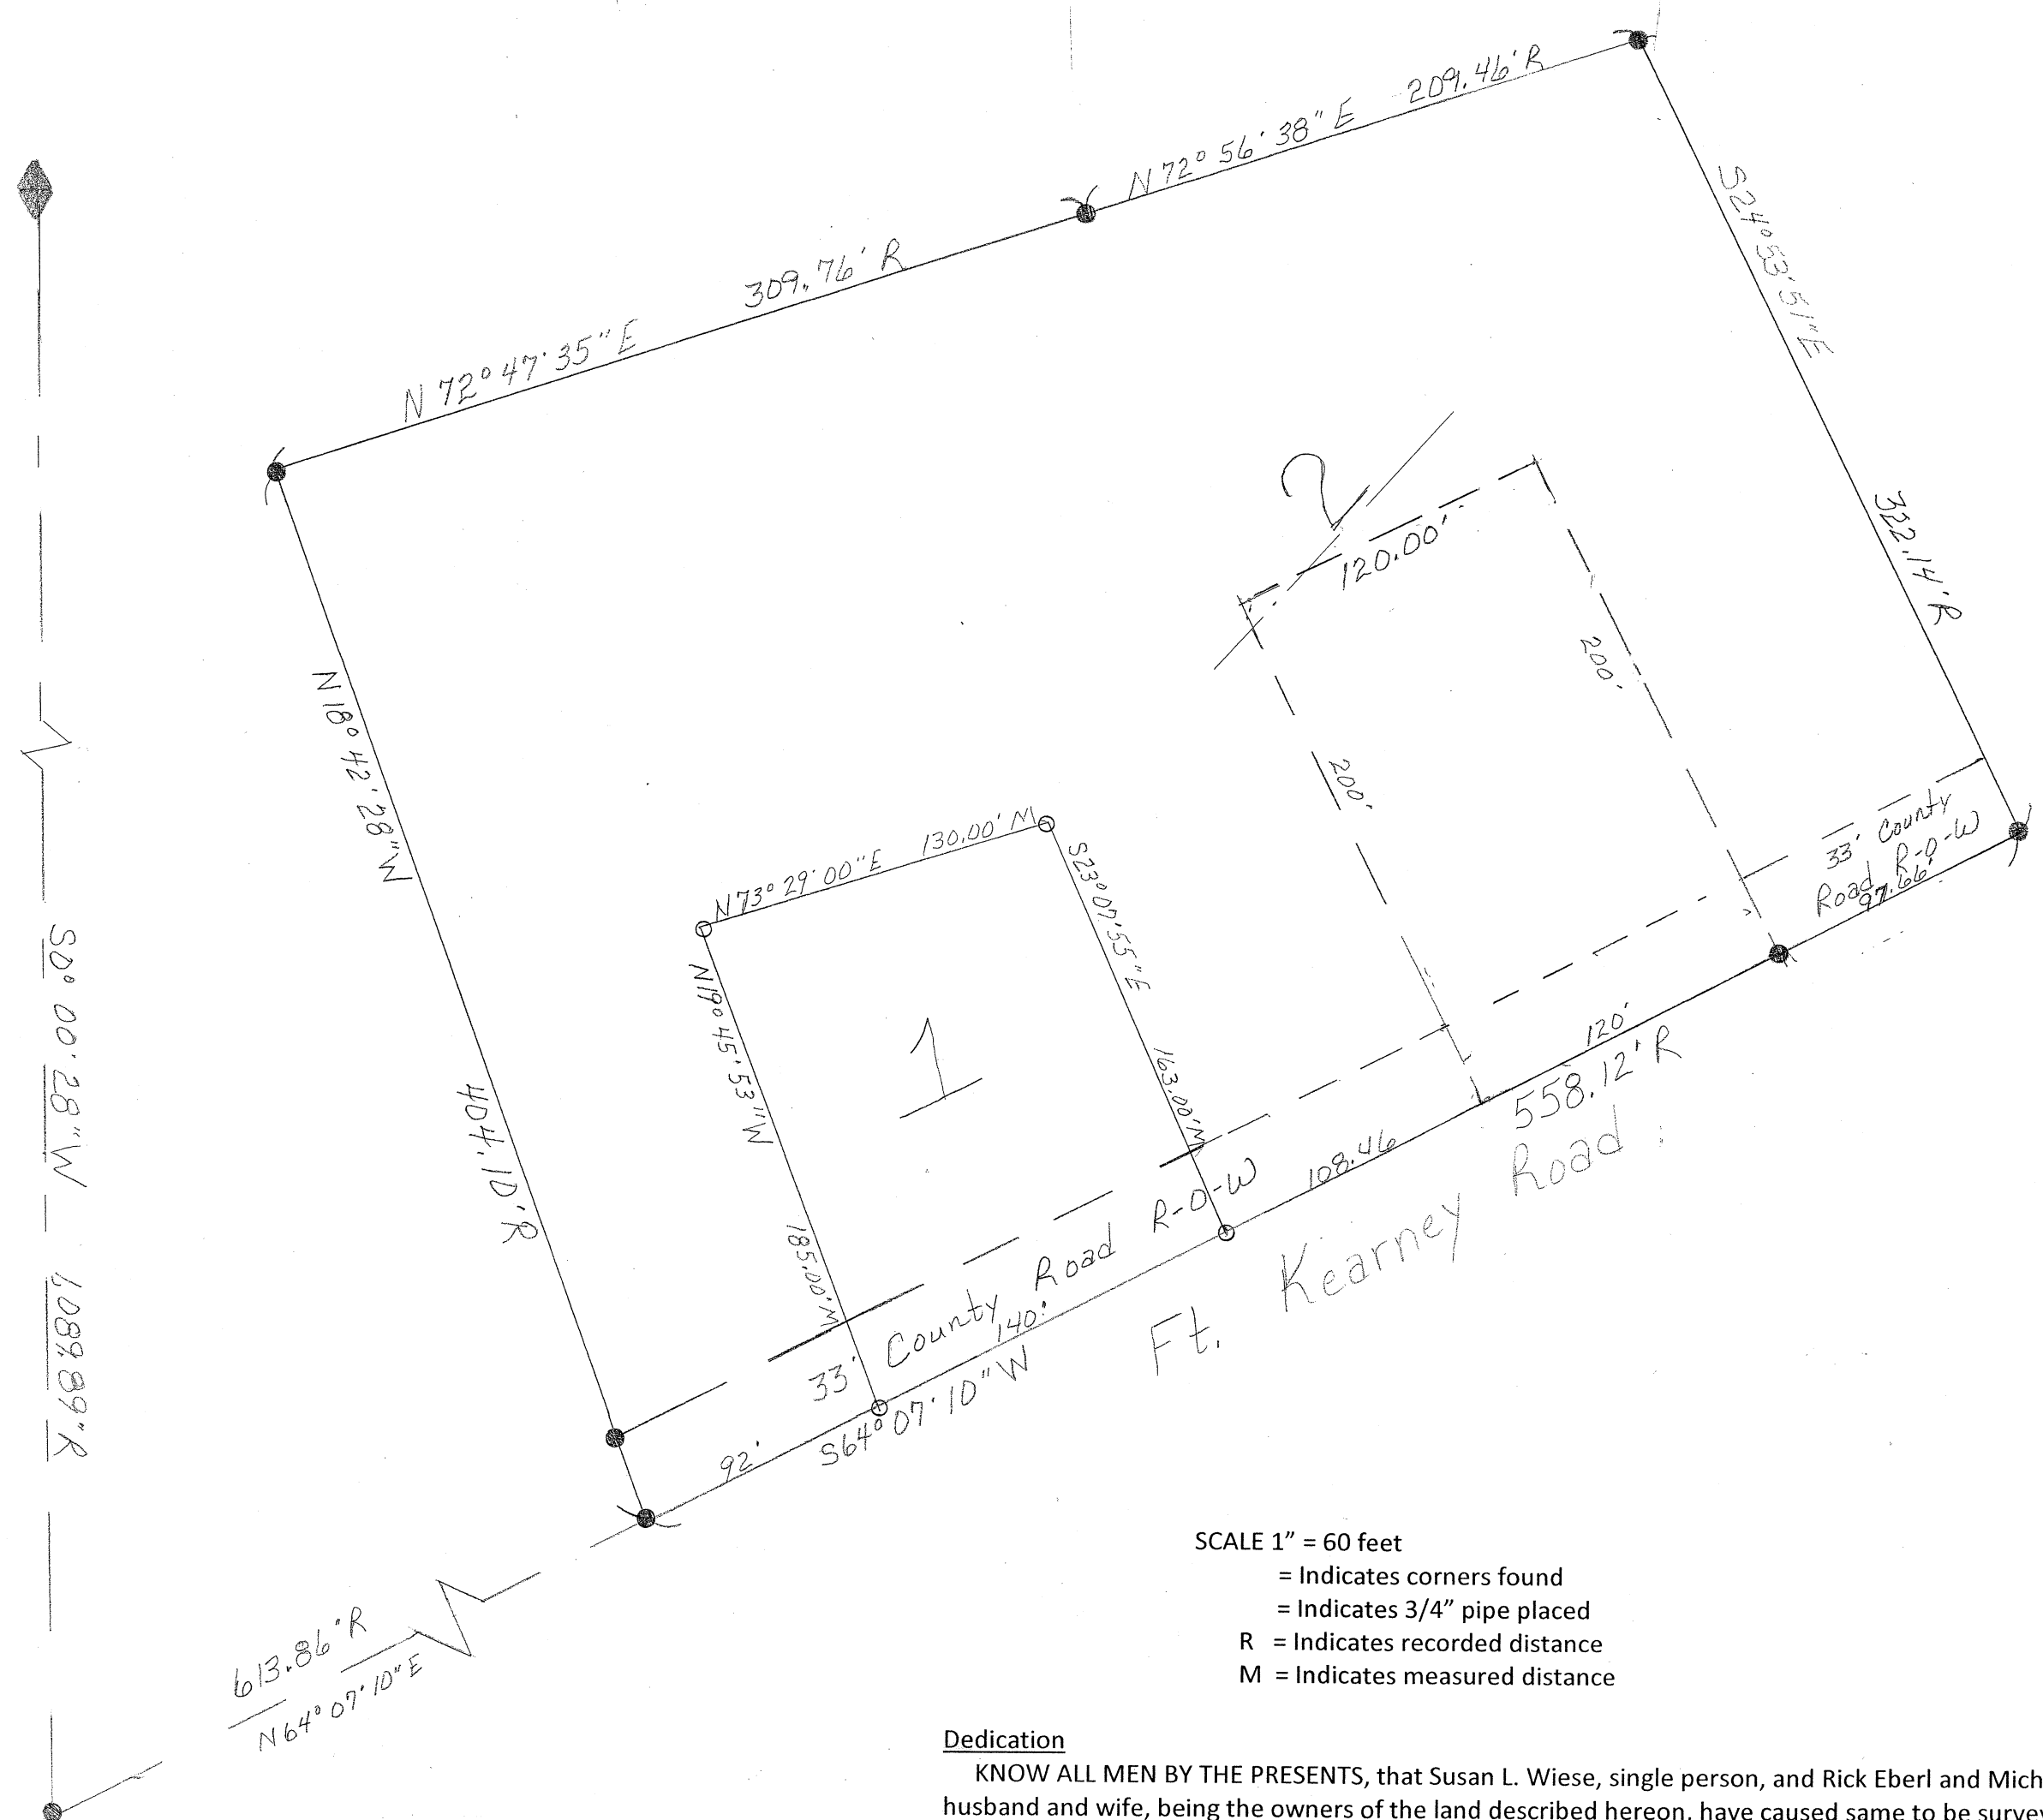 209.46' R
N 72° 56' 38" E
309.76' R
N 72° 47' 35" E
S24°53'51"E
322.14' R
2
120.00'
200'
200'
N 18° 42' 28" W
404.10' R
130.00' M
N 73° 29' 00" E
S23°07'55"E
163.00' M
N19° 45' 53" W
185.00' M
1
33' County
Road R-O-W
97.66'
120'
558.12' R
108.46
33' County Road R-O-W
140'
92'
S64° 07' 10" W
Ft. Kearney Road
S0° 00' 28" W 1089.89" R
613.86' R
N 64° 07' 10" E
SCALE 1” = 60 feet
= Indicates corners found
= Indicates 3/4” pipe placed
R = Indicates recorded distance
M = Indicates measured distance
Dedication
KNOW ALL MEN BY THE PRESENTS, that Susan L. Wiese, single person, and Rick Eberl and Mich
husband and wife, being the owners of the land described hereon, have caused same to be survey